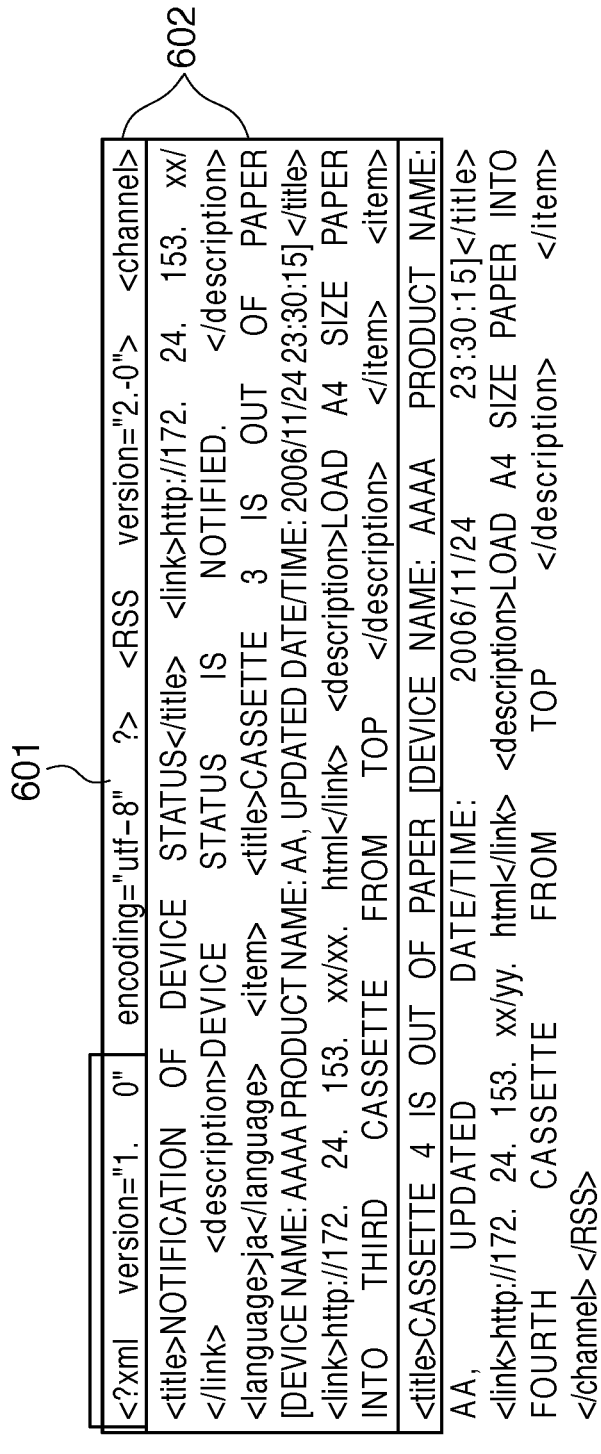 601
602
<?xml version="1. 0" encoding="utf-8" ?> <RSS version="2.-0"> <channel>
<title>NOTIFICATION OF DEVICE STATUS</title> <link>http://172. 24. 153. xx/
</link> <description>DEVICE STATUS IS NOTIFIED. </description>
<language>ja</language> <item> <title>CASSETTE 3 IS OUT OF PAPER
[DEVICE NAME: AAAA PRODUCT NAME: AA, UPDATED DATE/TIME: 2006/11/24 23:30:15] </title>
<link>http://172. 24. 153. xx/xx. html</link> <description>LOAD A4 SIZE PAPER
INTO THIRD CASSETTE FROM TOP </description> </item> <item>
<title>CASSETTE 4 IS OUT OF PAPER [DEVICE NAME: AAAA PRODUCT NAME:
AA, UPDATED DATE/TIME: 2006/11/24 23:30:15]</title>
<link>http://172. 24. 153. xx/yy. html</link> <description>LOAD A4 SIZE PAPER INTO
FOURTH CASSETTE FROM TOP </description> </item>
</channel> </RSS>